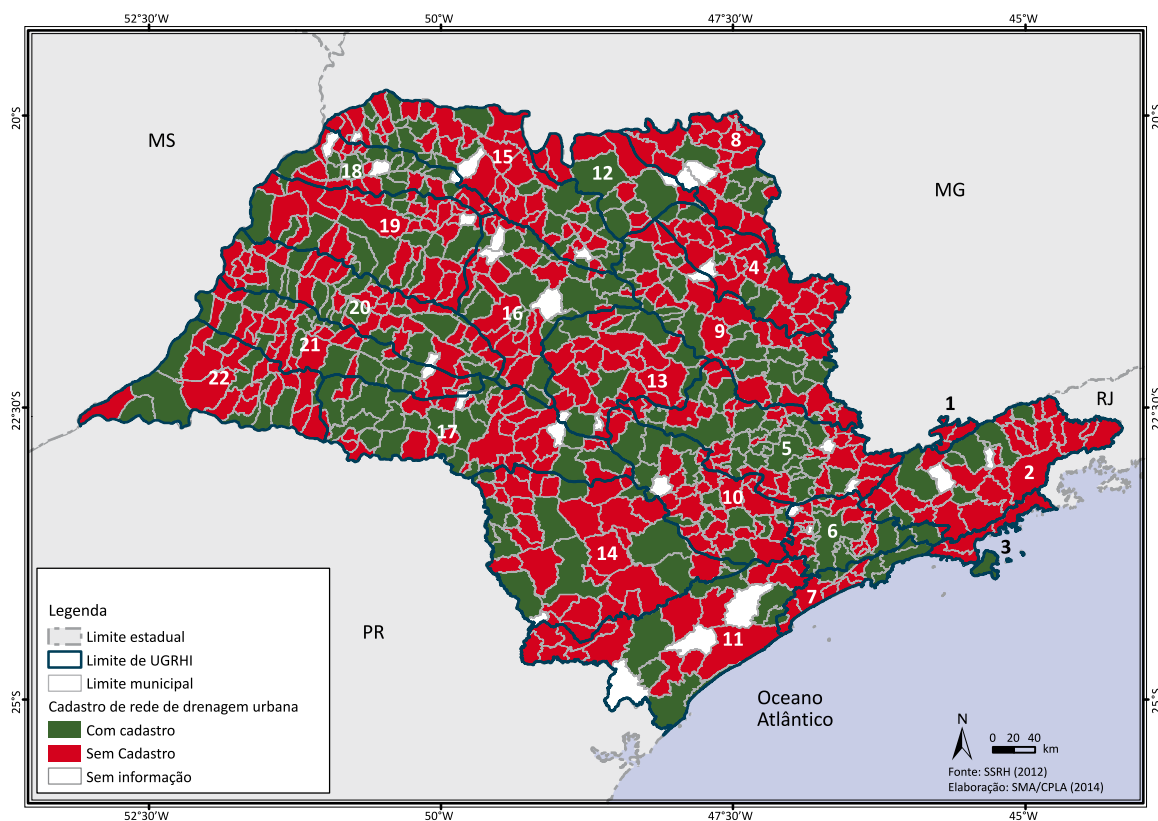 52°30'W 50°W 47°30'W 45°W
20°S
20°S
22°30'S
22°30'S
25°S
25°S
MS
MG
RJ
PR
15
8
12
18
19
4
20
16
9
21
13
22
1
17
5
2
10
6
14
3
7
11
Oceano
Atlântico
Legenda
Limite estadual
Limite de UGRHI
Limite municipal
Cadastro de rede de drenagem urbana
Com cadastro
Sem Cadastro
Sem informação
N
0 20 40
km
Fonte: SSRH (2012)
Elaboração: SMA/CPLA (2014)
52°30'W 50°W 47°30'W 45°W